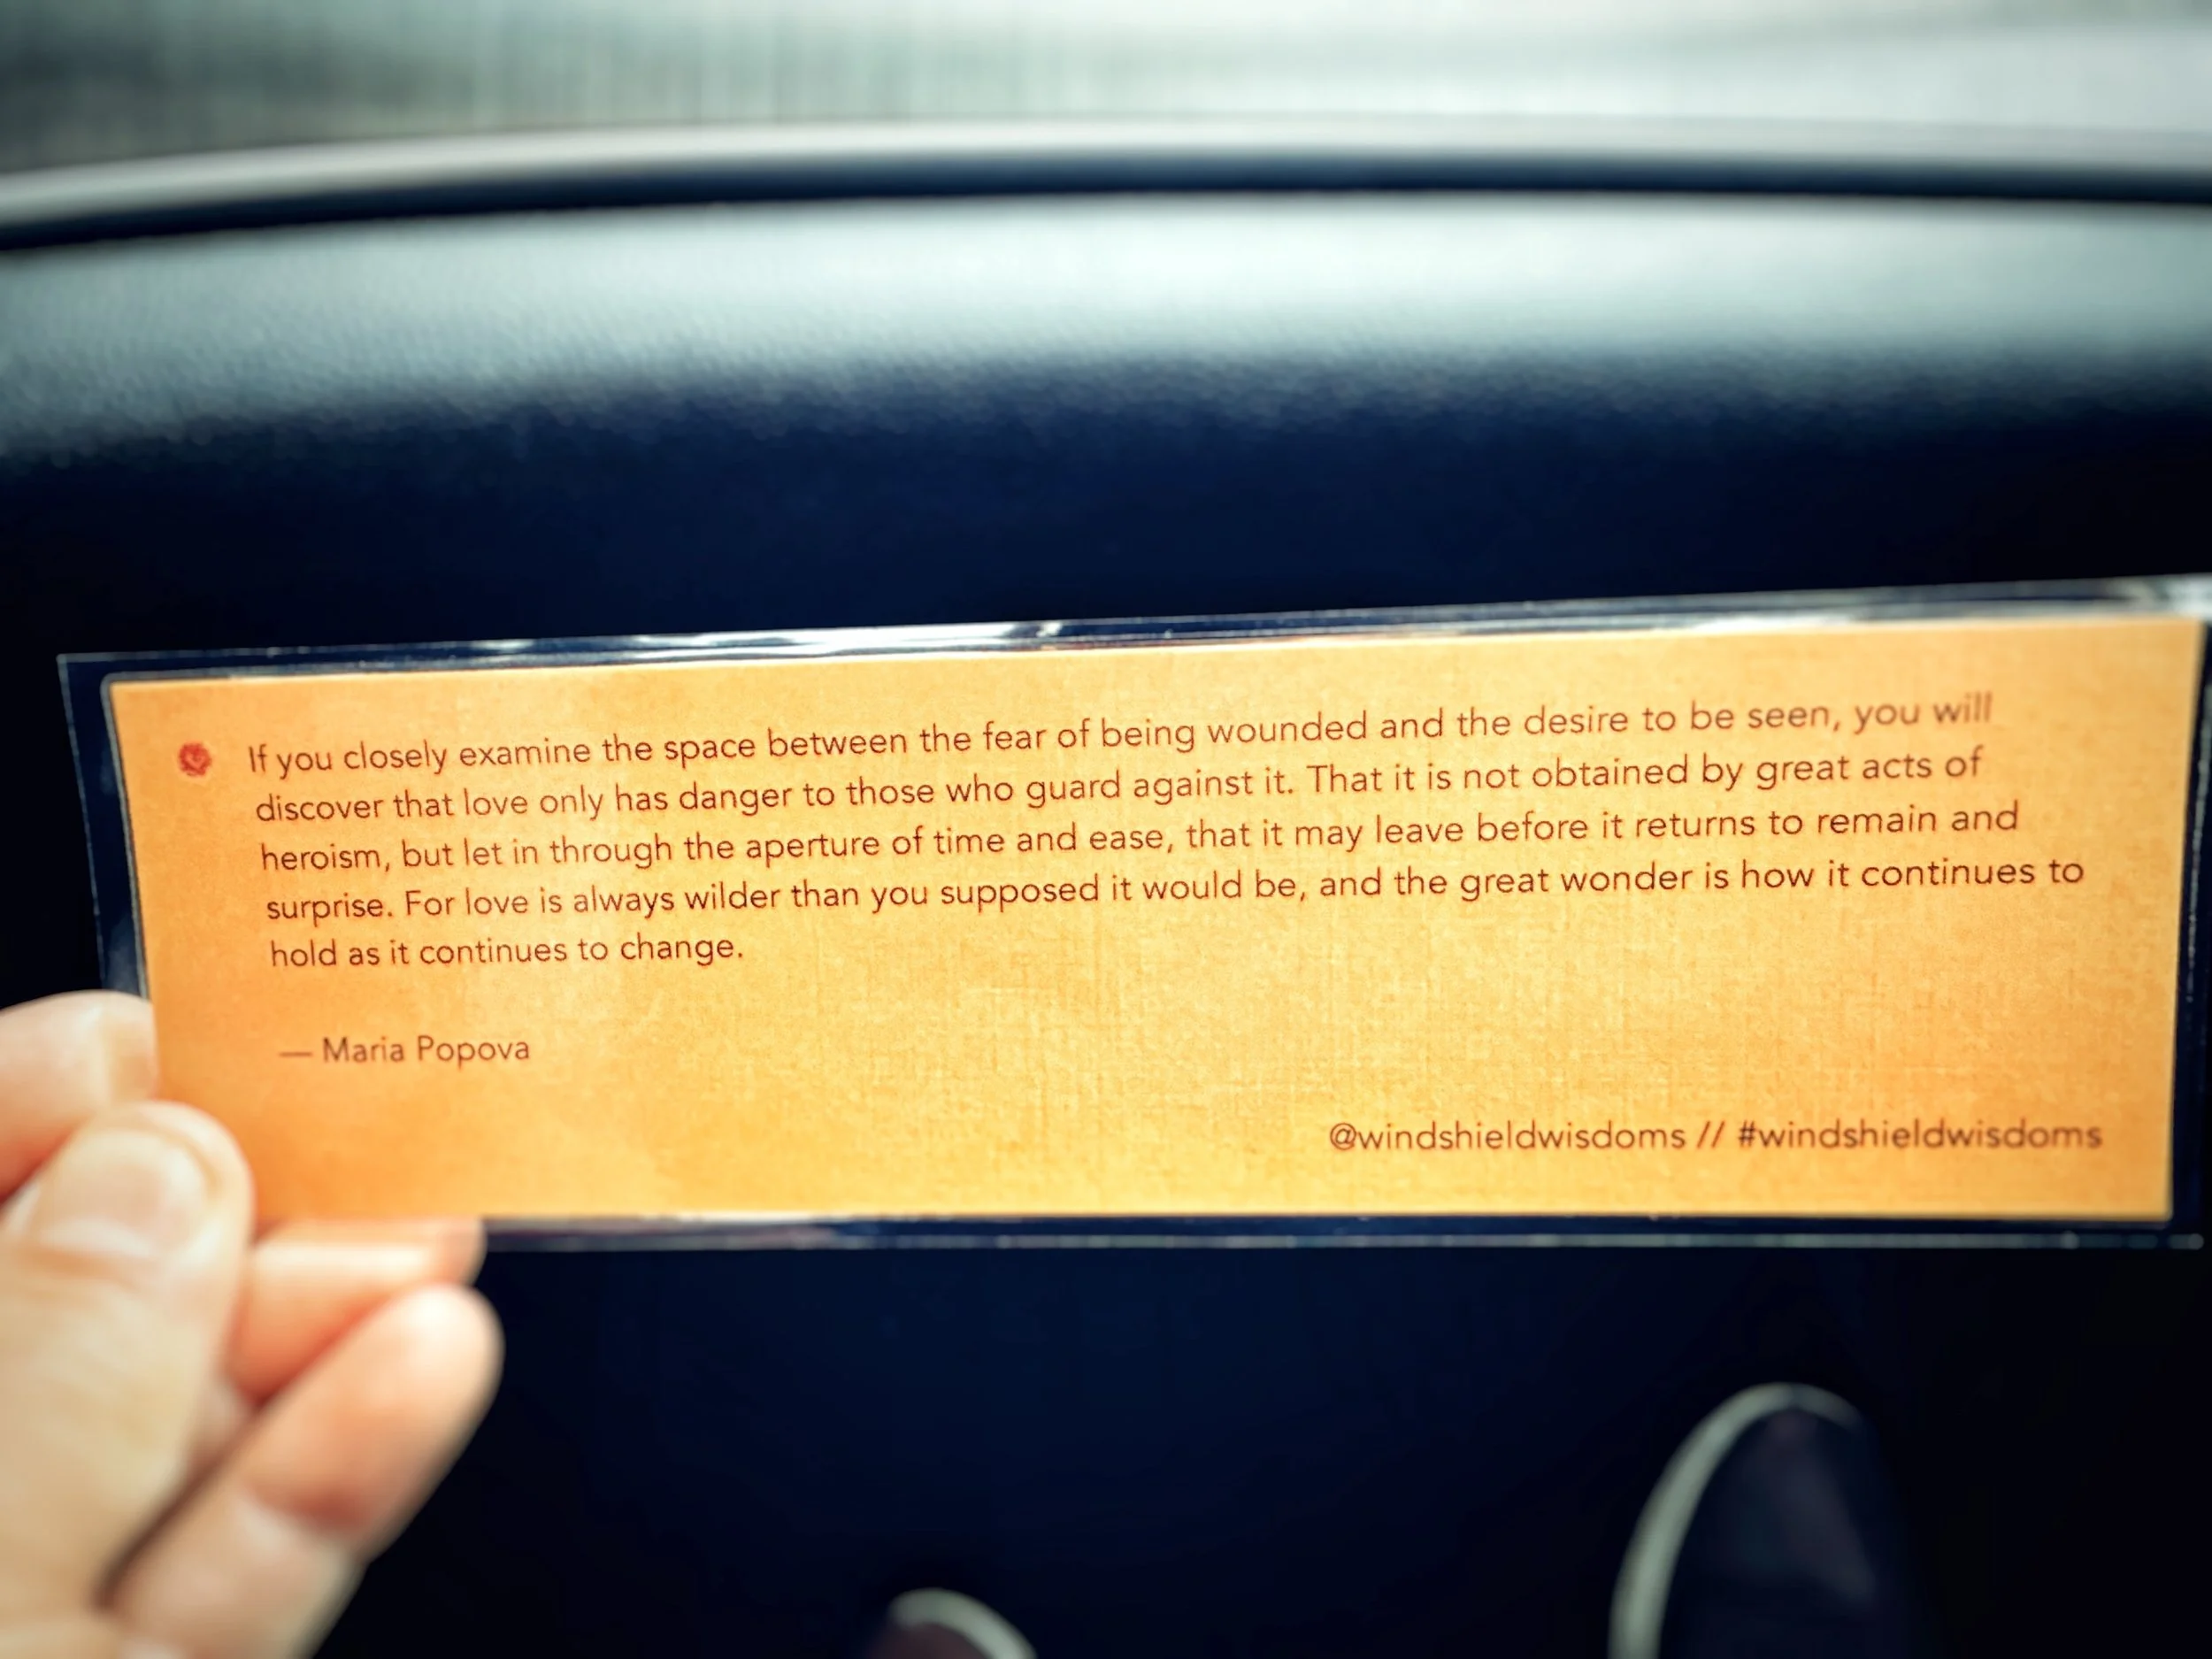 If you closely examine the space between the fear of being wounded and the desire to be seen, you will
discover that love only has danger to those who guard against it. That it is not obtained by great acts of
heroism, but let in through the aperture of time and ease, that it may leave before it returns to remain and
surprise. For love is always wilder than you supposed it would be, and the great wonder is how it continues to
hold as it continues to change.
— Maria Popova
@windshieldwisdoms // #windshieldwisdoms